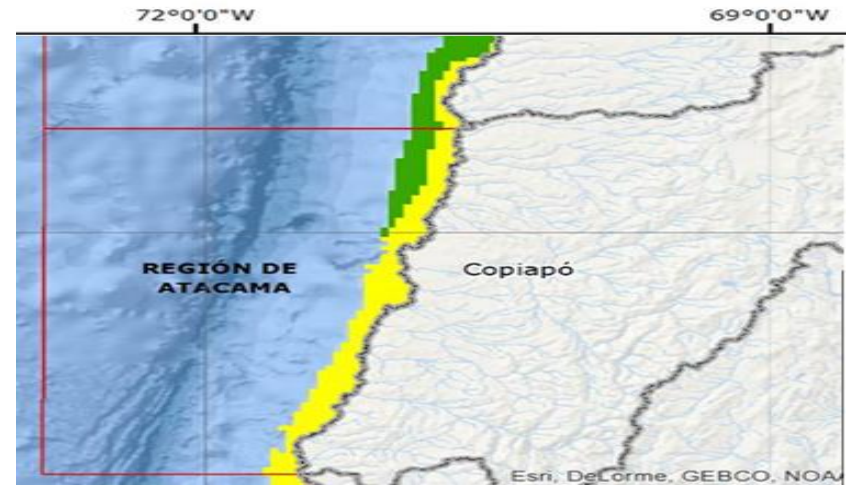 72°0'0"W
69°0'0"W
REGIÓN DE
ATACAMA
Copiapó
Esri, DeLorme, GEBCO, NOAA